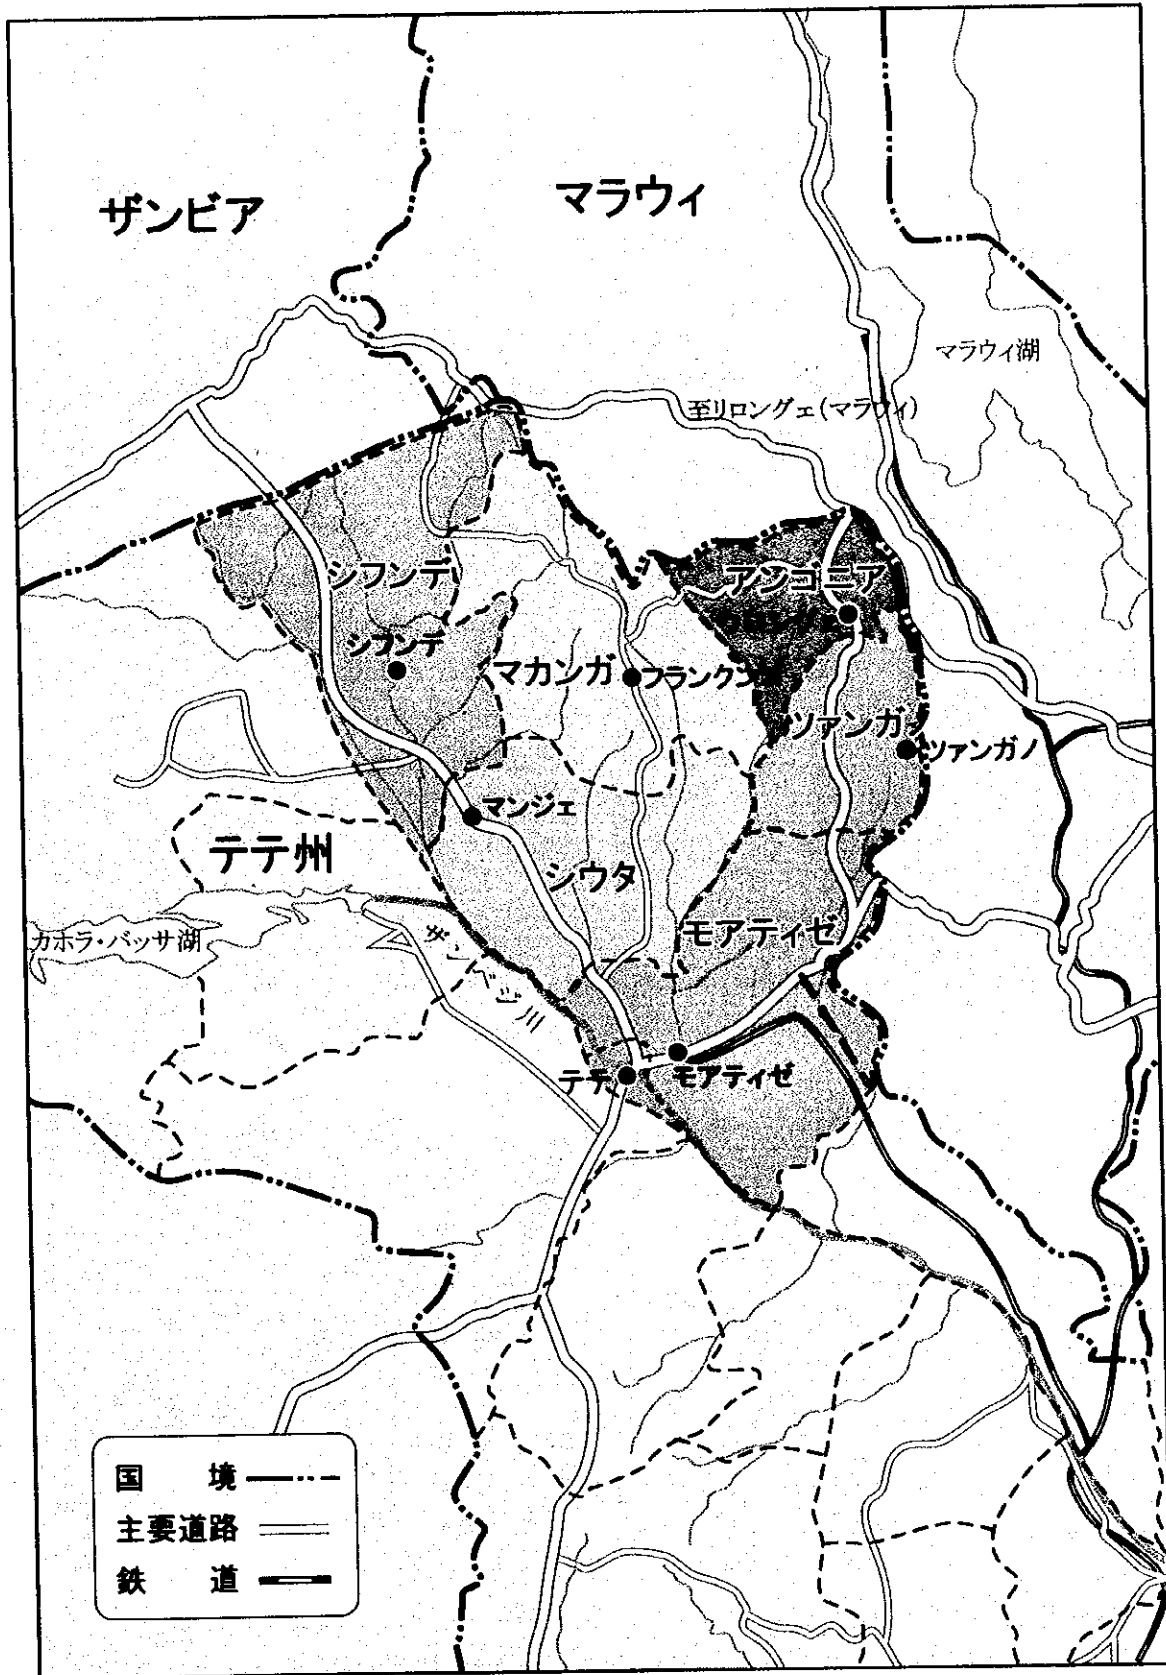 ザンビア
マラウィ
マラウィ湖
至リロングェ(マラウィ)
シフンデ
アンゴニア
シフンデ
マカンガ
フランクン
ツァンガノ
ツァンガノ
マンジェ
テテ州
シウタ
モアティゼ
カホラ・バッサ湖
ザンベジ川
テテ
モアティゼ
国 境
主要道路
鉄 道